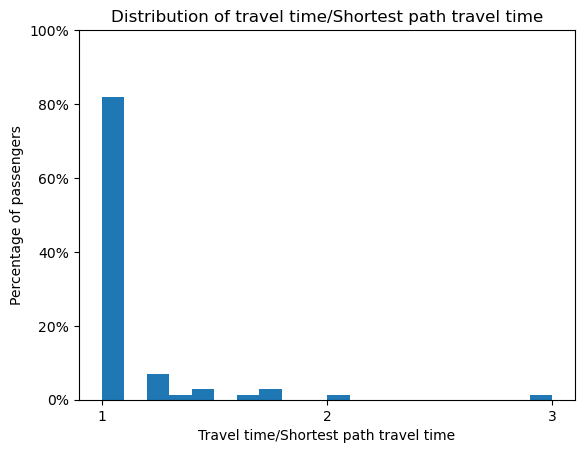 Distribution of travel time/Shortest path travel time
100%
80%
60%
40%
20%
0%
Percentage of passengers
1 2 3
Travel time/Shortest path travel time